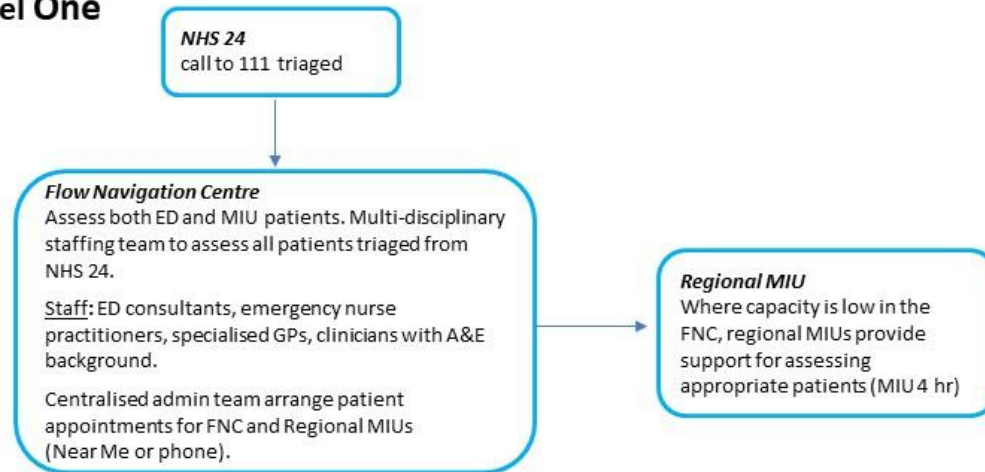 el One
NHS 24
call to 111 triaged
Flow Navigation Centre
Assess both ED and MIU patients. Multi-disciplinary
staffing team to assess all patients triaged from
NHS 24.
Staff: ED consultants, emergency nurse
practitioners, specialised GPs, clinicians with A&E
background.
Centralised admin team arrange patient
appointments for FNC and Regional MIUs
(Near Me or phone).
Regional MIU
Where capacity is low in the
FNC, regional MIUs provide
support for assessing
appropriate patients (MIU 4 hr)